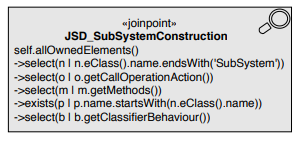 «joinpoint»
JSD_SubSystemConstruction
self.allOwnedElements()
->select(n | n.eClass().name.endsWith('SubSystem'))
->select(o | o.getCallOperationAction())
->select(m | m.getMethods())
->exists(p | p.name.startsWith(n.eClass().name))
->select(b | b.getClassifierBehaviour())